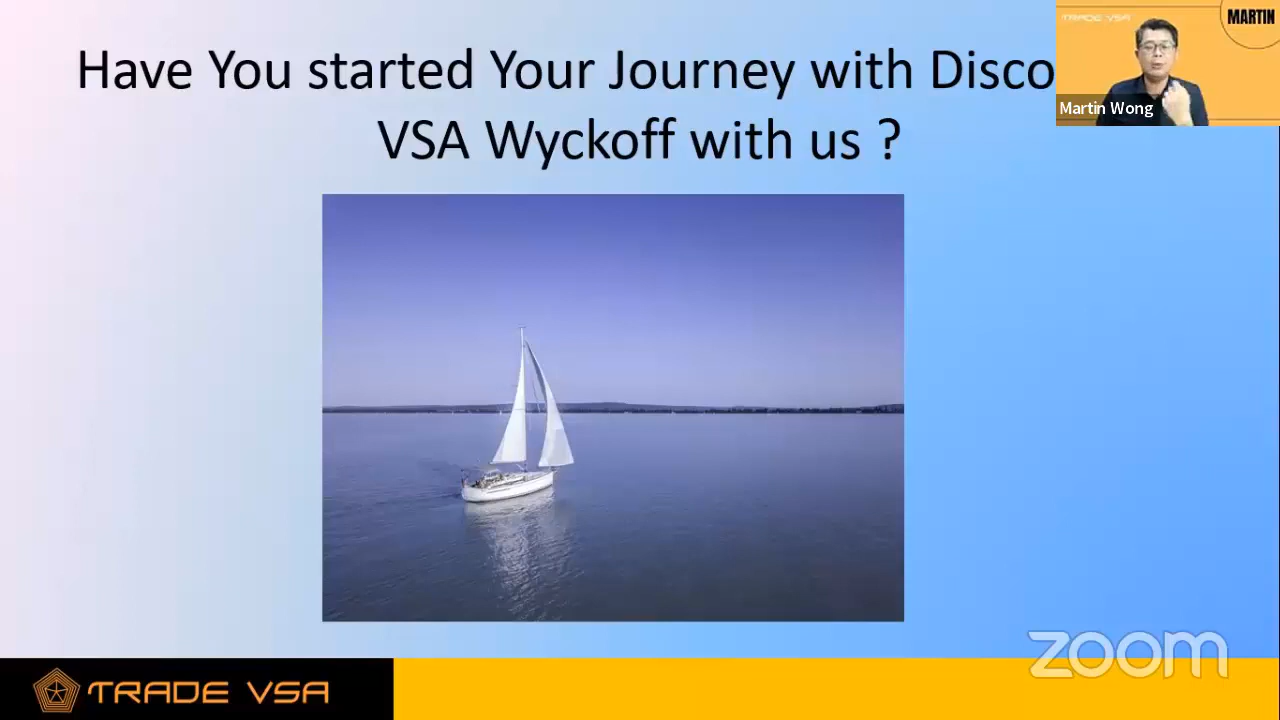 Have You started Your Journey with Disco
VSA Wyckoff with us ?
TRADE VSA
MARTIN
Martin Wong
zoom
TRADE VSA